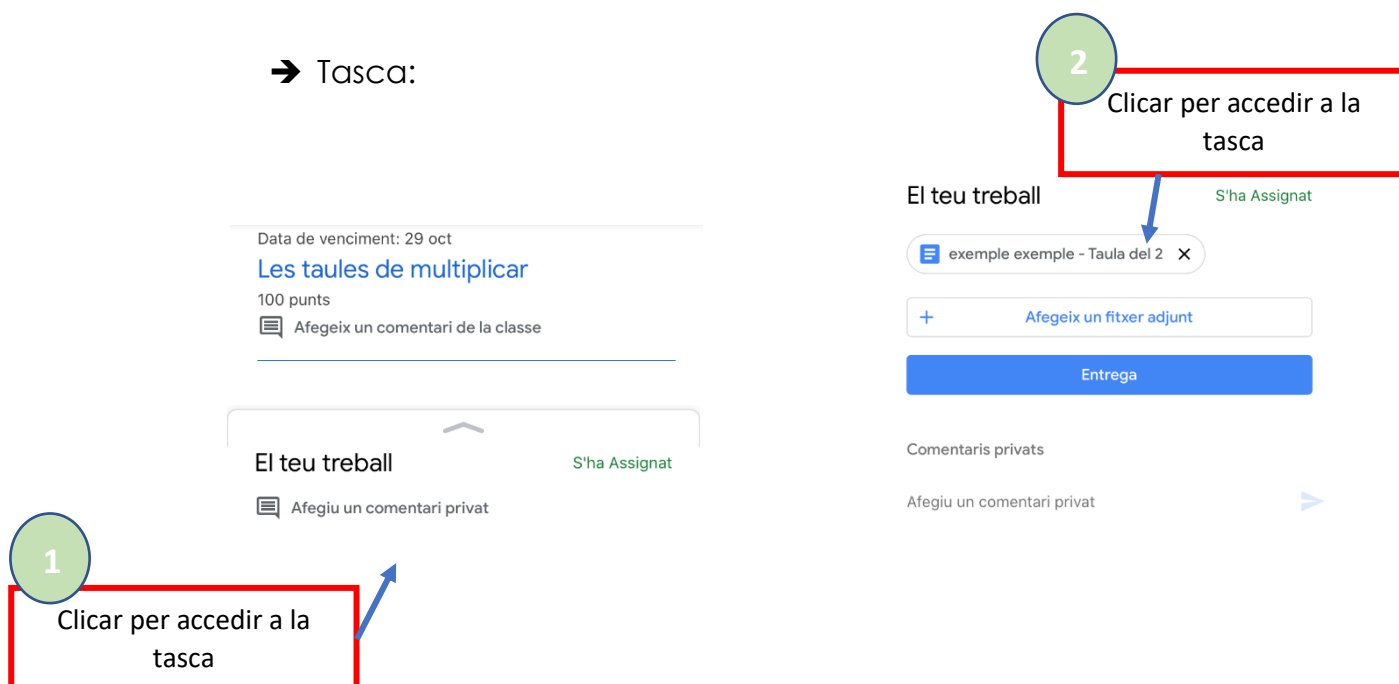 ➔ Tasca:
Data de venciment: 29 oct
Les taules de multiplicar
100 punts
Afegeix un comentari de la classe
El teu treball
S'ha Assignat
Afegiu un comentari privat
1
Clicar per accedir a la
tasca
2
Clicar per accedir a la
tasca
El teu treball
S'ha Assignat
exemple exemple - Taula del 2 ×
+ Afegeix un fitxer adjunt
Entrega
Comentaris privats
Afegiu un comentari privat